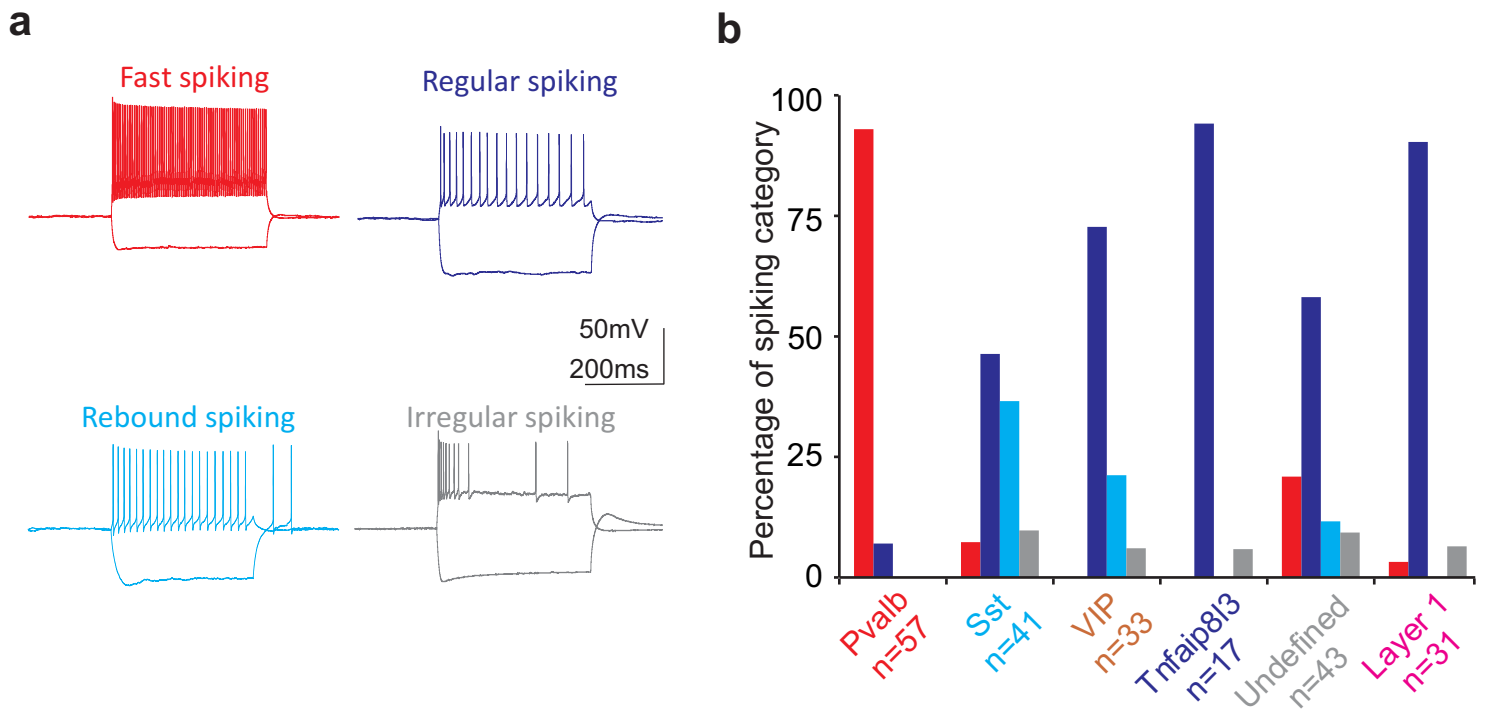 a
Fast spiking
Regular spiking
50mV
200ms
Rebound spiking
Irregular spiking
b
Percentage of spiking category
100
75
50
25
0
Pvalb
n=57
Sst
n=41
VIP
n=33
Tnfaip8l3
n=17
Undefined
n=43
Layer 1
n=31